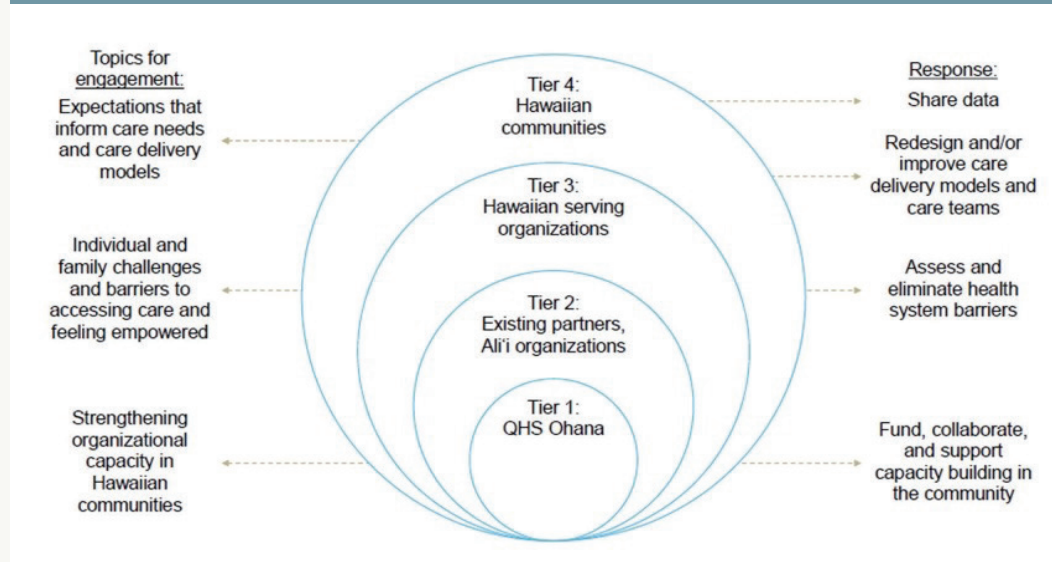 Topics for
engagement:
Expectations that
inform care needs
and care delivery
models
Individual and
family challenges
and barriers to
accessing care and
feeling empowered
Strengthening
organizational
capacity in
Hawaiian
communities
Tier 4:
Hawaiian
communities
Tier 3:
Hawaiian serving
organizations
Tier 2:
Existing partners,
Ali‘i organizations
Tier 1:
QHS Ohana
Response:
Share data
Redesign and/or
improve care
delivery models and
care teams
Assess and
eliminate health
system barriers
Fund, collaborate,
and support
capacity building in
the community